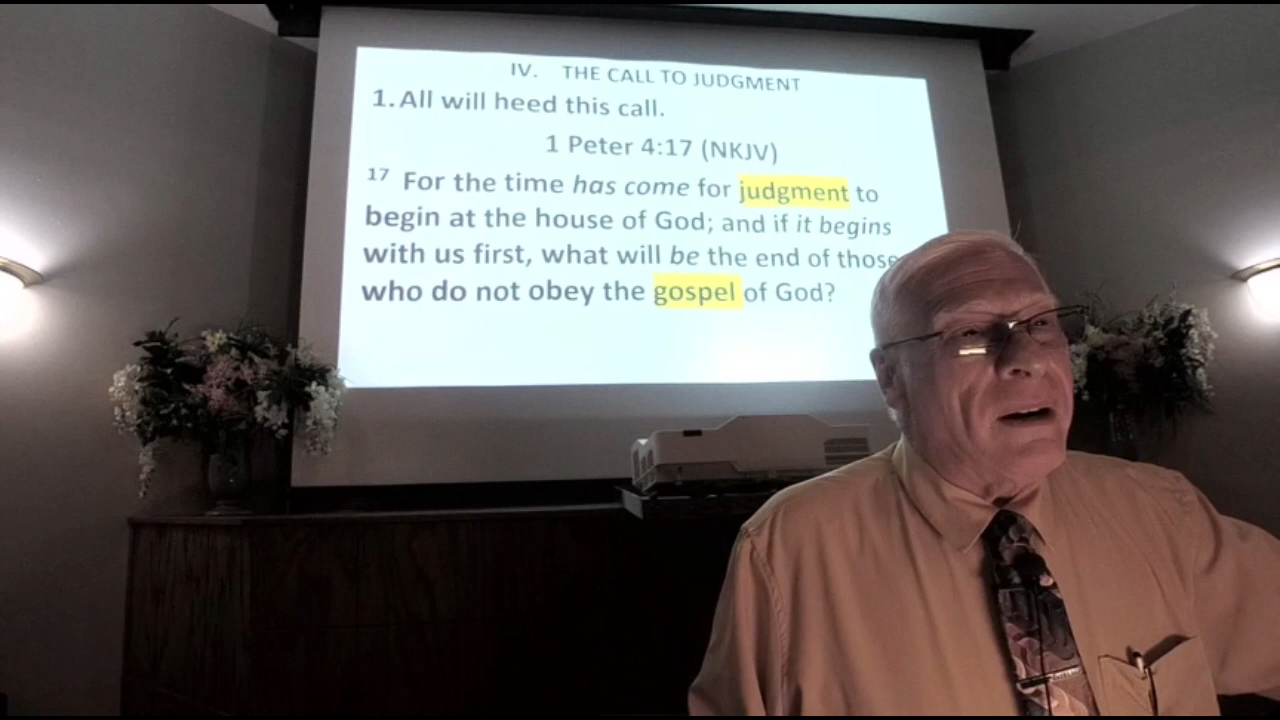 IV. THE CALL TO JUDGMENT
1. All will heed this call.
1 Peter 4:17 (NKJV)
17 For the time has come for judgment to
begin at the house of God; and if it begins
with us first, what will be the end of those
who do not obey the gospel of God?